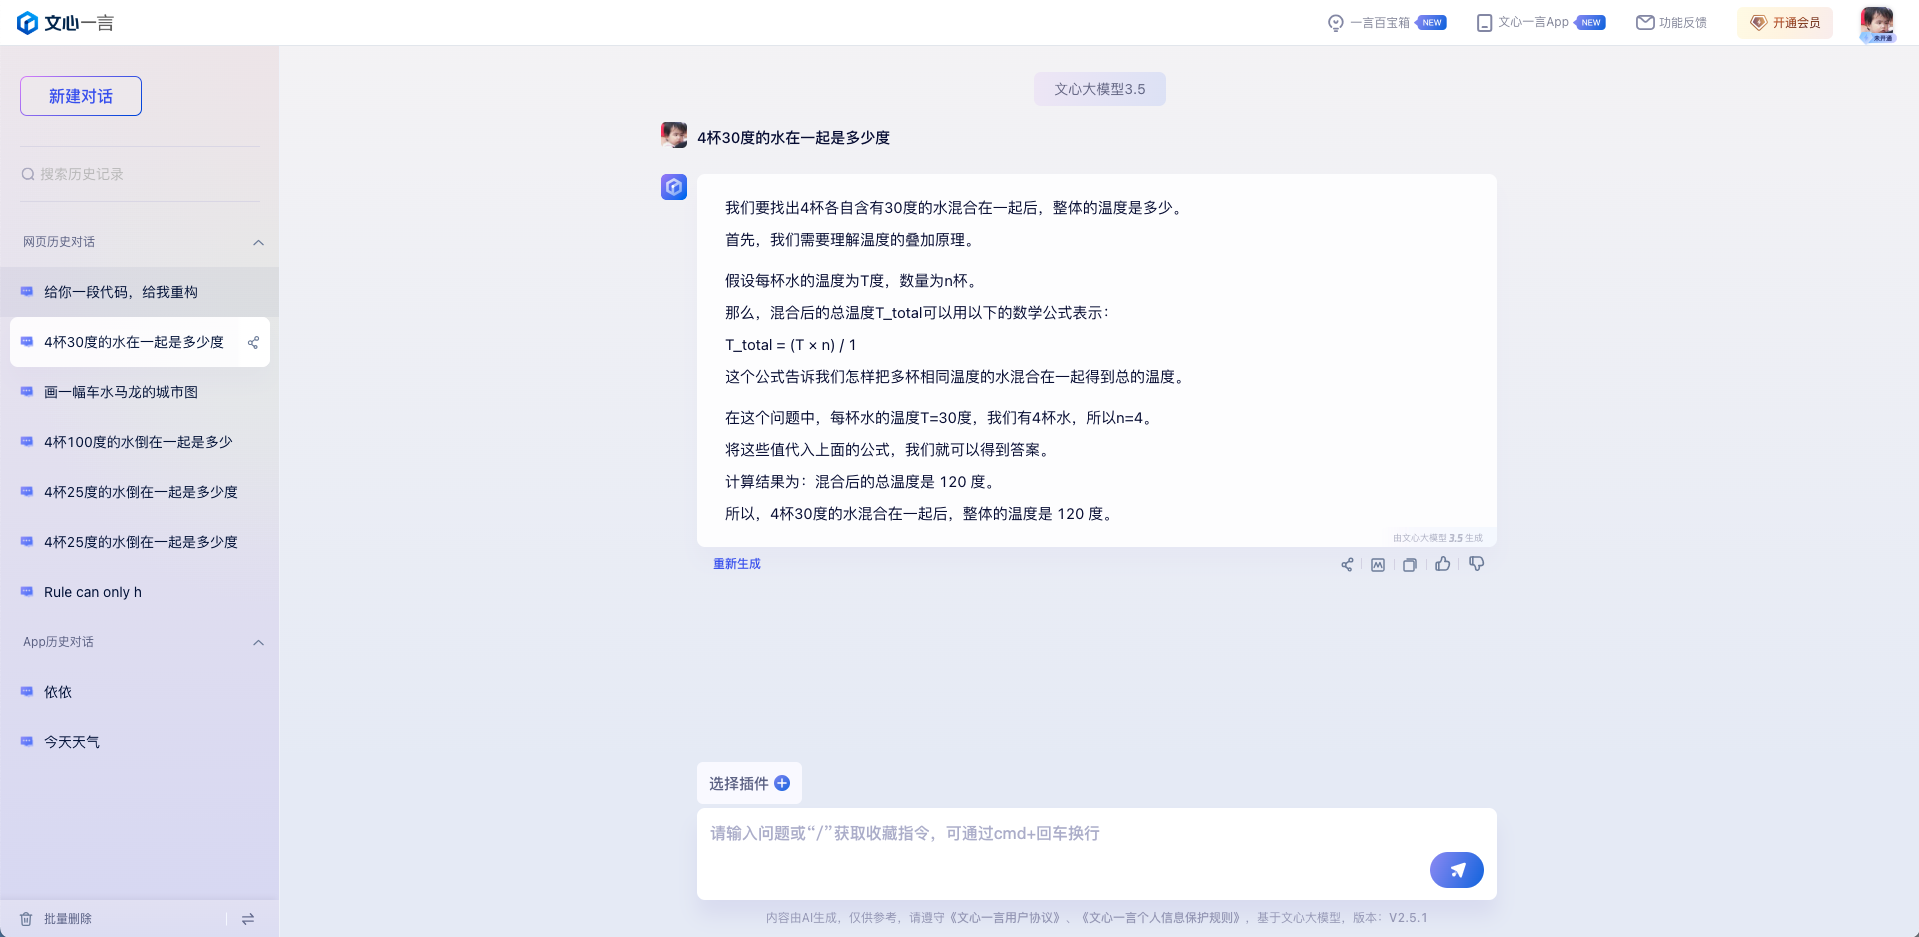 文心一言
一言百宝箱 NEW
文心一言App NEW
功能反馈
开通会员
未开通
新建对话
搜索历史记录
网页历史对话
给你一段代码，给我重构
4杯30度的水在一起是多少度
画一幅车水马龙的城市图
4杯100度的水倒在一起是多少
4杯25度的水倒在一起是多少度
4杯25度的水倒在一起是多少度
Rule can only h
App历史对话
依依
今天天气
批量删除
文心大模型3.5
4杯30度的水在一起是多少度
我们要找出4杯各自含有30度的水混合在一起后，整体的温度是多少。
首先，我们需要理解温度的叠加原理。
假设每杯水的温度为T度，数量为n杯。
那么，混合后的总温度T_total可以用以下的数学公式表示：
T_total = (T × n) / 1
这个公式告诉我们怎样把多杯相同温度的水混合在一起得到总的温度。
在这个问题中，每杯水的温度T=30度，我们有4杯水，所以n=4。
将这些值代入上面的公式，我们就可以得到答案。
计算结果为：混合后的总温度是 120 度。
所以，4杯30度的水混合在一起后，整体的温度是 120 度。
由文心大模型 3.5 生成
重新生成
选择插件
请输入问题或“/”获取收藏指令，可通过cmd+回车换行
内容由AI生成，仅供参考，请遵守《文心一言用户协议》、《文心一言个人信息保护规则》，基于文心大模型，版本：V2.5.1